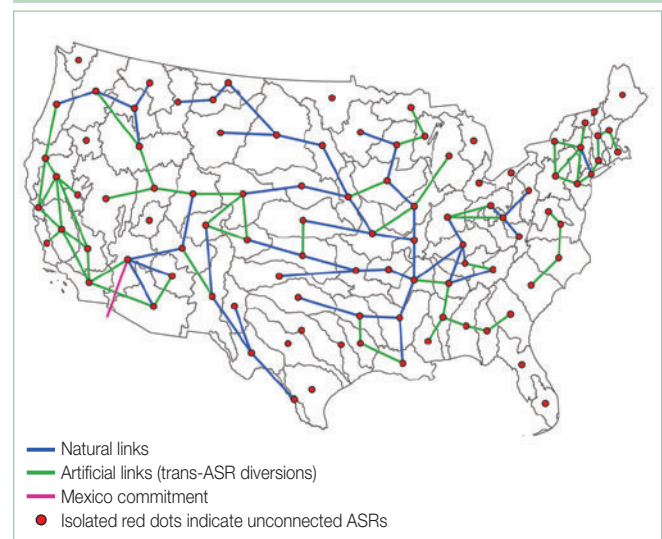 Natural links
Artificial links (trans-ASR diversions)
Mexico commitment
Isolated red dots indicate unconnected ASRs